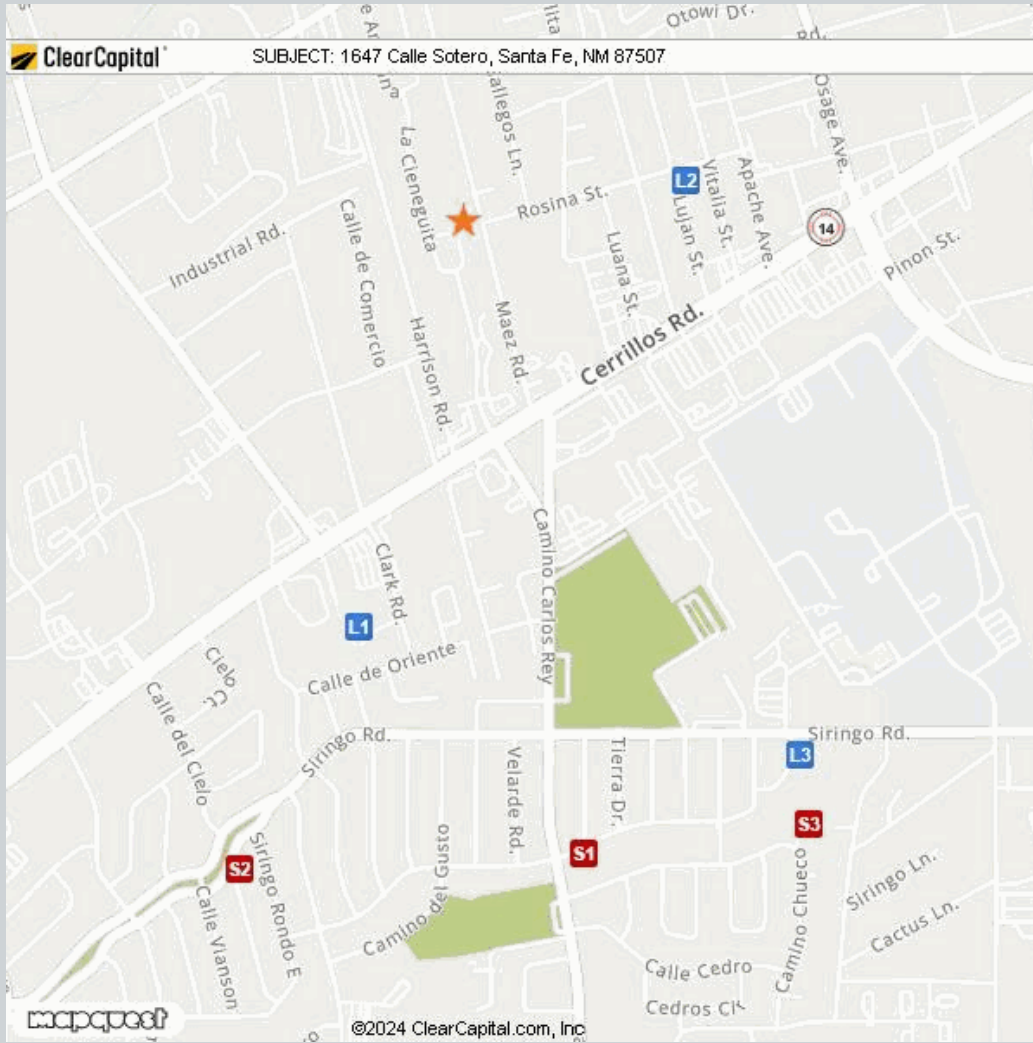 Otowi Dr.
Rd.
ClearCapital
SUBJECT: 1647 Calle Sotero, Santa Fe, NM 87507
Gallegos Ln.
Osage Ave.
La Cieneguita
L2
Vitalia St.
Apache Ave.
Rosina St.
Lujan St.
Calle de Comercio
14
Industrial Rd.
Luana St.
Pinon St.
Maez Rd.
Harrison Rd.
Cerrillos Rd.
Camino Carlos Rey
Clark Rd.
L1
Cielo Ct.
Calle de Oriente
Calle del Cielo
Siringo Rd.
Siringo Rd.
Velarde Rd.
Tierra Dr.
L3
S3
S1
S2
Siringo Rondo E
Camino del Gusto
Camino Chueco
Siringo Ln.
Calle Vianson
Cactus Ln.
Calle Cedro
Cedros Cir
mapquest
©2024 ClearCapital.com, Inc